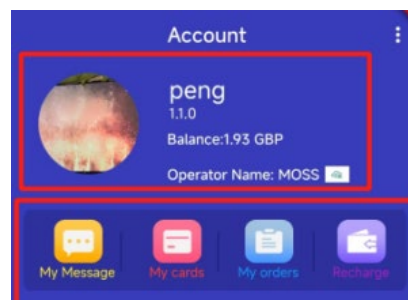 Account
peng
1.1.0
Balance:1.93 GBP
Operator Name: MOSS
My Message My cards My orders Recharge